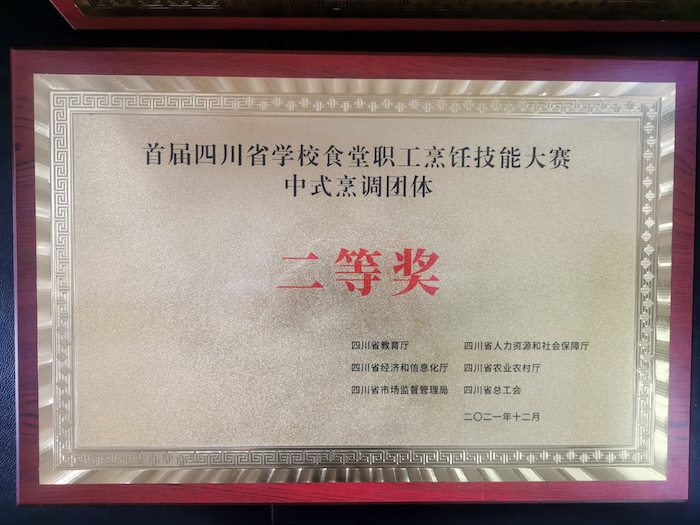 首届四川省学校食堂职工烹饪技能大赛
中式烹调团体
二等奖
四川省教育厅 四川省人力资源和社会保障厅
四川省经济和信息化厅 四川省农业农村厅
四川省市场监督管理局 四川省总工会
二〇二一年十二月